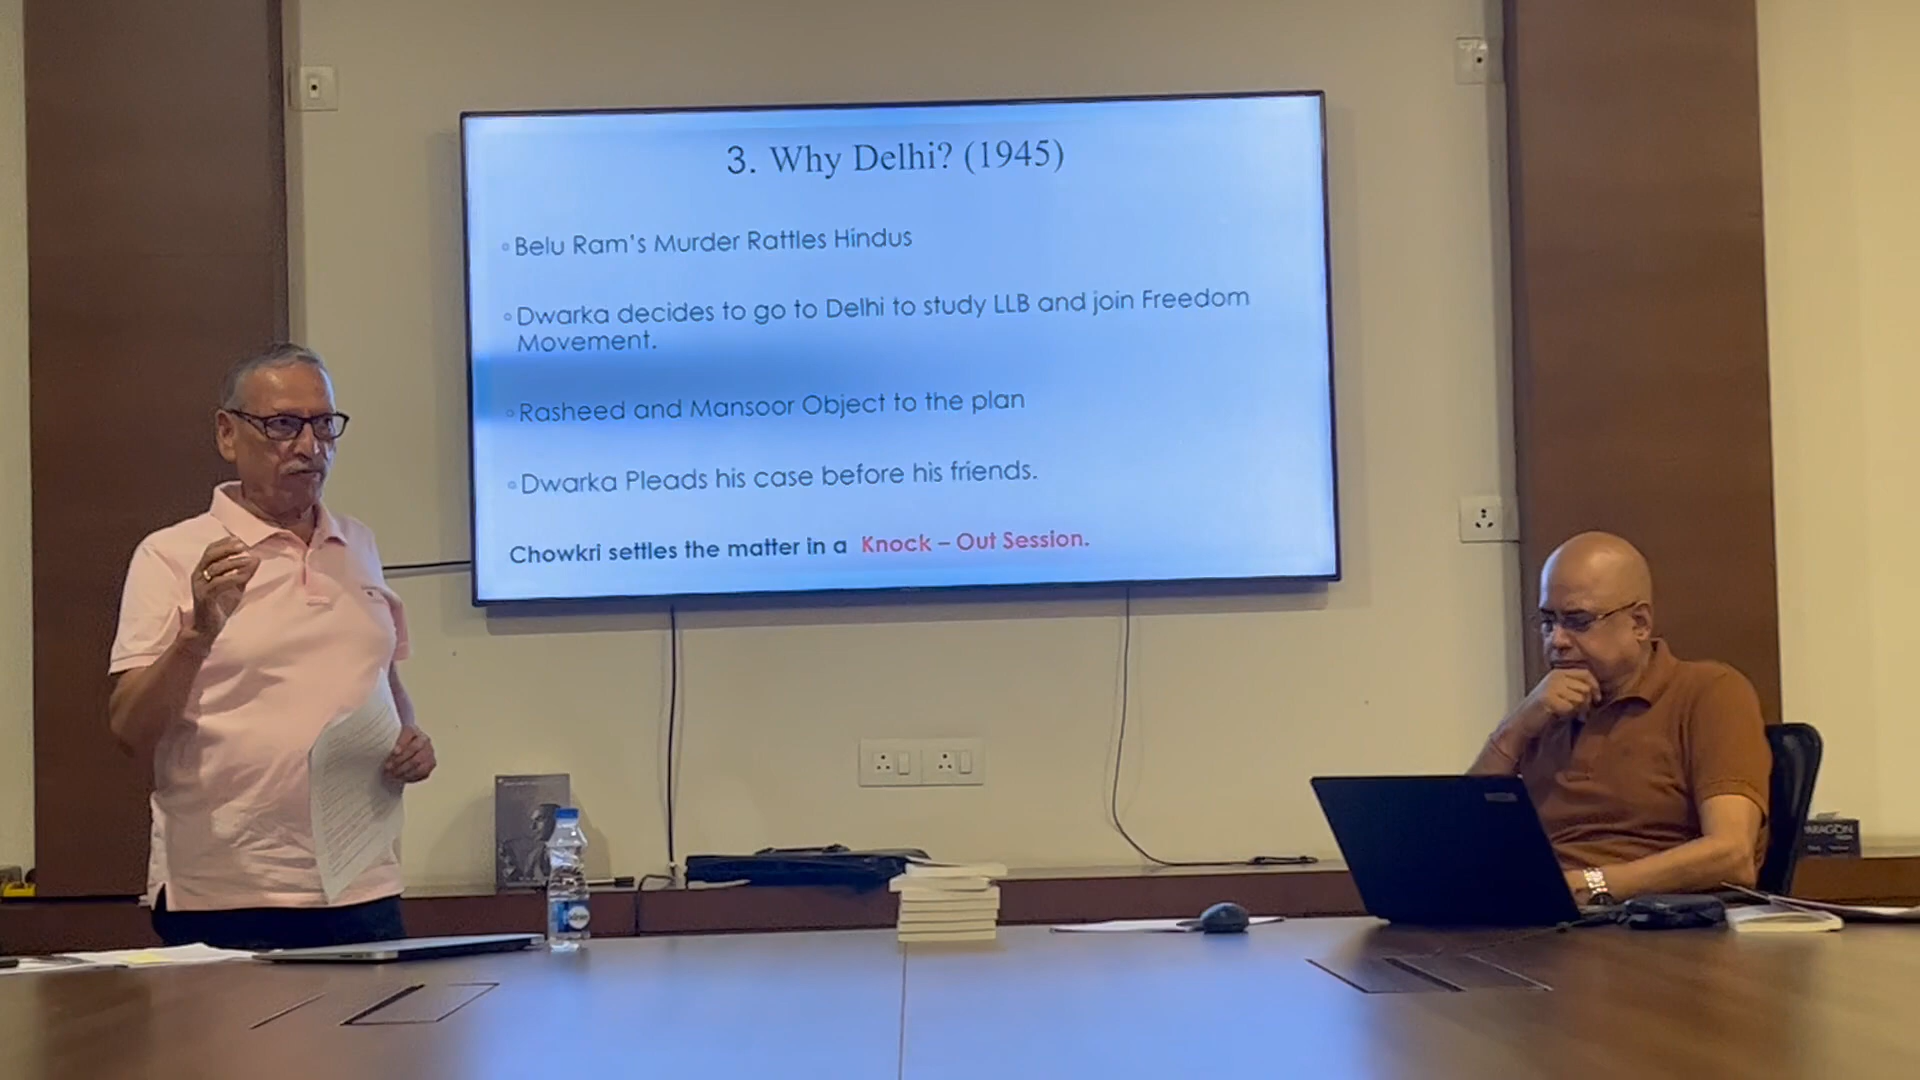 3. Why Delhi? (1945)
Belu Ram's Murder Rattles Hindus
Dwarka decides to go to Delhi to study LLB and join Freedom
Movement.
Rasheed and Mansoor Object to the plan
Dwarka Pleads his case before his friends.
Chowkri settles the matter in a Knock – Out Session.
PARAGON